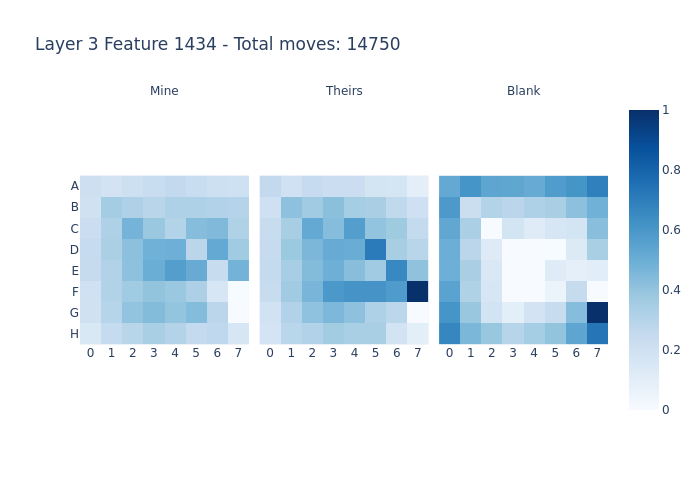 Layer 3 Feature 1434 - Total moves: 14750
Mine Theirs Blank
A
B
C
D
E
F
G
H
0 1 2 3 4 5 6 7 0 1 2 3 4 5 6 7 0 1 2 3 4 5 6 7
1
0.8
0.6
0.4
0.2
0